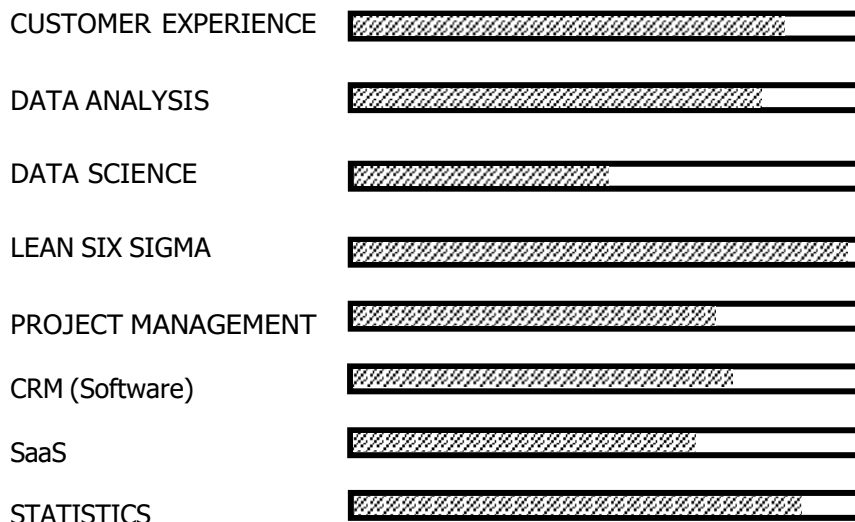 CUSTOMER EXPERIENCE
DATA ANALYSIS
DATA SCIENCE
LEAN SIX SIGMA
PROJECT MANAGEMENT
CRM (Software)
SaaS
STATISTICS